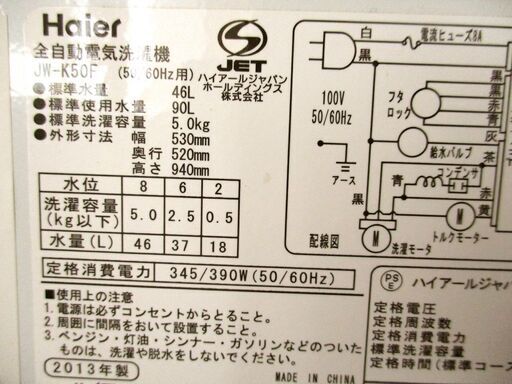 Haier
全自動電気洗濯機
JW-K50F (50/60Hz用)
S
JET
ハイアールジャパン
ホールディングス
株式会社
●標準水量 46L
●標準使用水量 90L
●標準洗濯容量 5.0kg
●外形寸法 幅 530mm
奥行 520mm
高さ 940mm
水位 8 6 2
洗濯容量(kg以下) 5.0 2.5 0.5
水量(L) 46 37 18
定格消費電力 345/390W(50/60Hz)
■使用上の注意
1.電源は必ずコンセントからとること。
2.周囲に間隔をおいて設置すること。
3.ベンジン・灯油・シンナー・ガソリンなどのついた
ものは、洗濯や脱水をしないでください。
2013年製
MADE IN CHINA
白
電流ヒューズ8A
黒
黒
100V
50/60Hz
フタ
ロック
赤
青
灰
給水バルブ
茶
コンデンサ
青
赤
アース
黒
黄
M
M
トルクモーター
配線図
洗濯モータ
PS
E
ハイアールジャパ
定格電圧
定格周波数
定格消費電力
標準洗濯容量
定格時間(標準コース